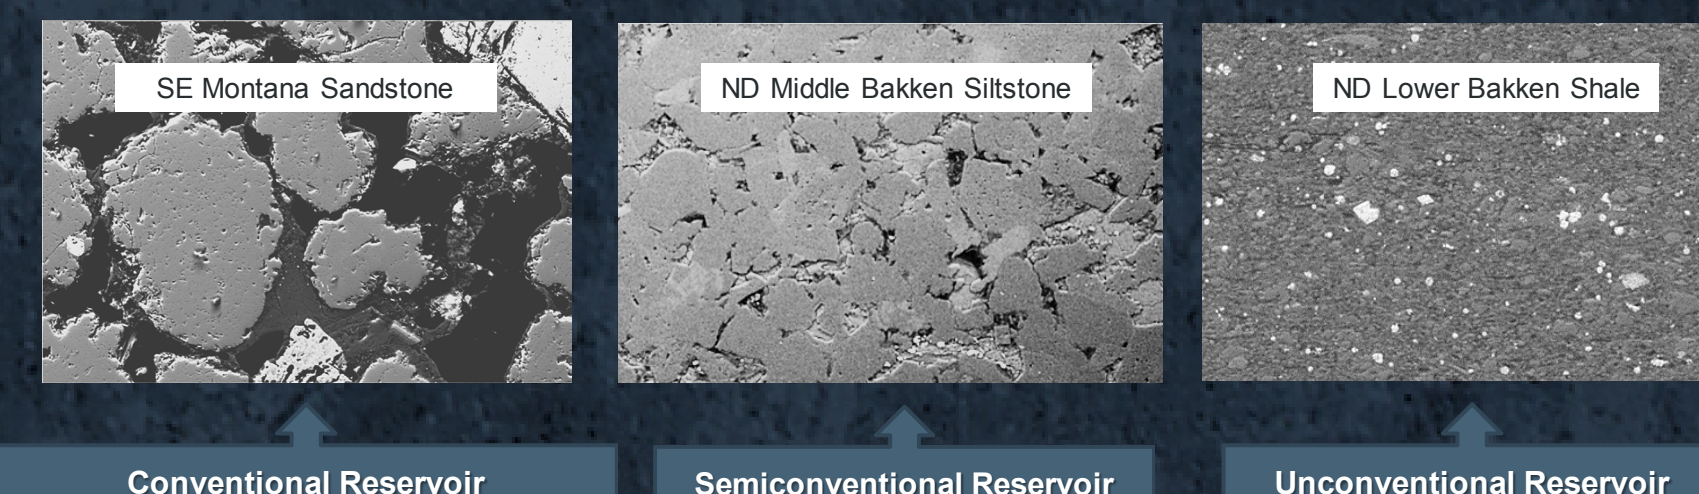 SE Montana Sandstone
ND Middle Bakken Siltstone
ND Lower Bakken Shale
Conventional Reservoir
Semiconventional Reservoir
Unconventional Reservoir